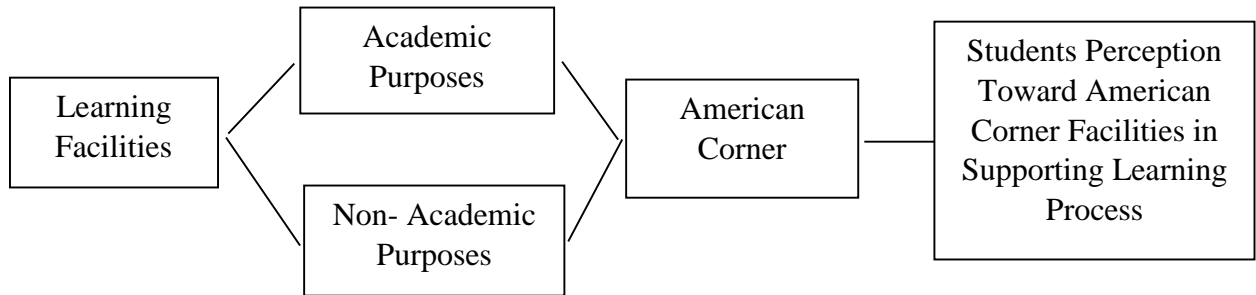 Learning
Facilities
Academic
Purposes
Non- Academic
Purposes
American
Corner
Students Perception
Toward American
Corner Facilities in
Supporting Learning
Process